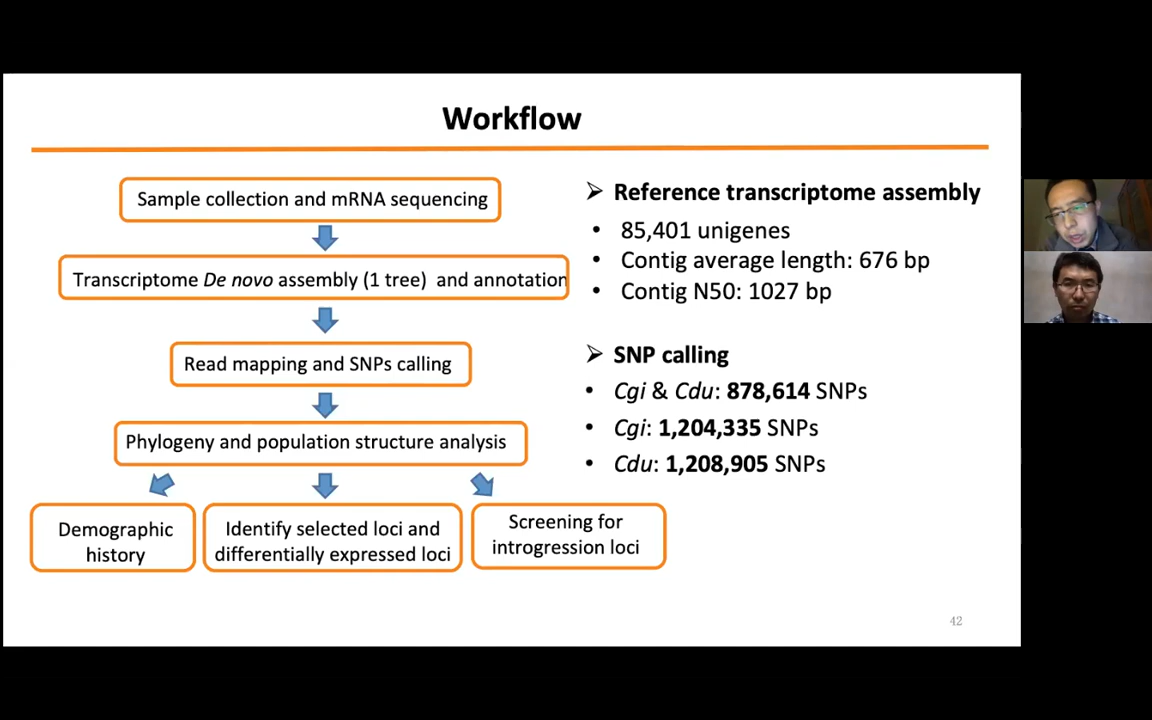 Workflow
Sample collection and mRNA sequencing
Transcriptome De novo assembly (1 tree) and annotation
Read mapping and SNPs calling
Phylogeny and population structure analysis
Demographic
history
Identify selected loci and
differentially expressed loci
Screening for
introgression loci
➢ Reference transcriptome assembly
• 85,401 unigenes
• Contig average length: 676 bp
• Contig N50: 1027 bp
➢ SNP calling
• Cgi & Cdu: 878,614 SNPs
• Cgi: 1,204,335 SNPs
• Cdu: 1,208,905 SNPs
42